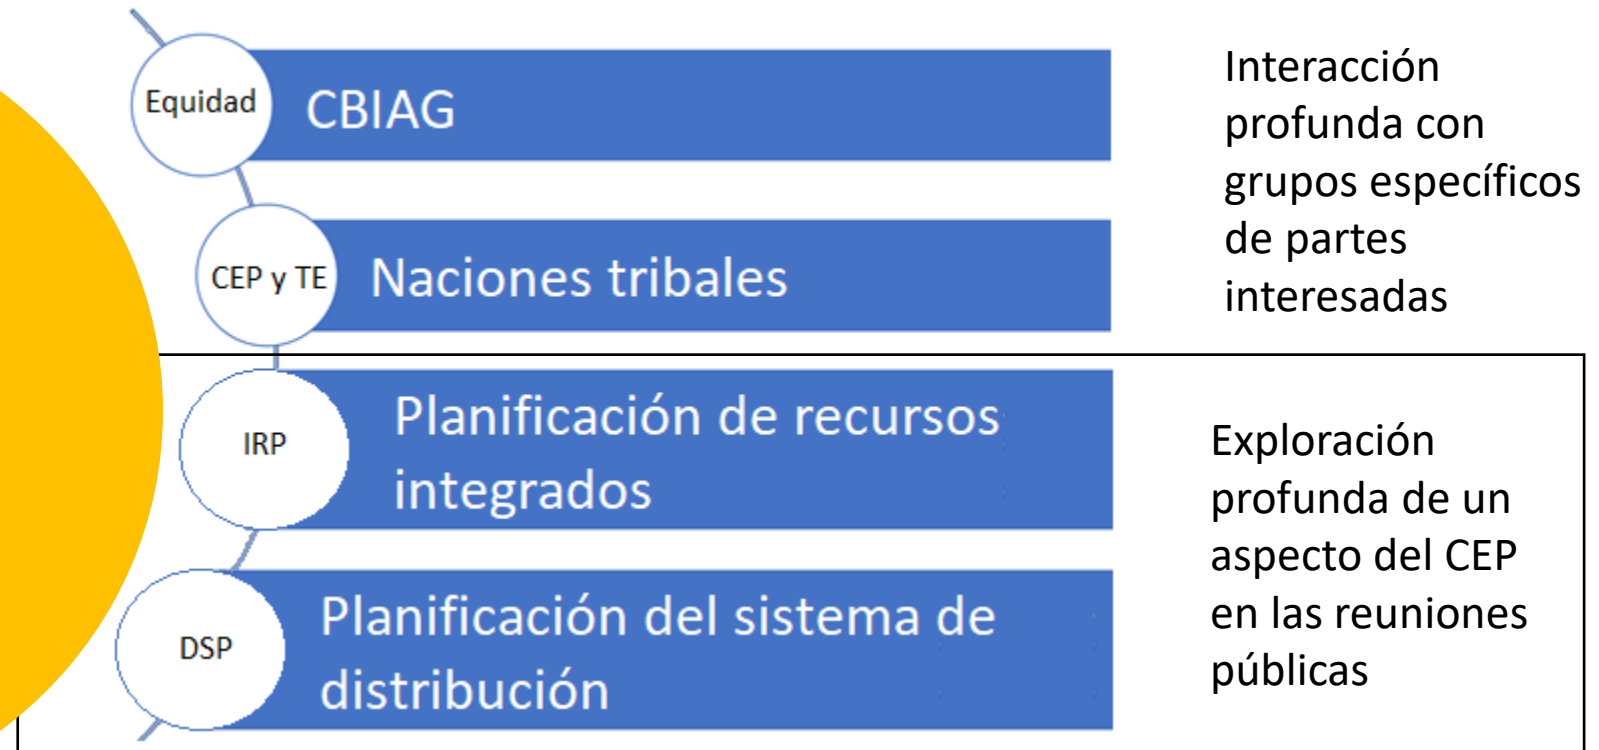 Equidad
CBIAG
Interacción
profunda con
grupos específicos
de partes
interesadas
CEP y TE
Naciones tribales
IRP
Planificación de recursos
integrados
Exploración
profunda de un
aspecto del CEP
en las reuniones
públicas
DSP
Planificación del sistema de
distribución